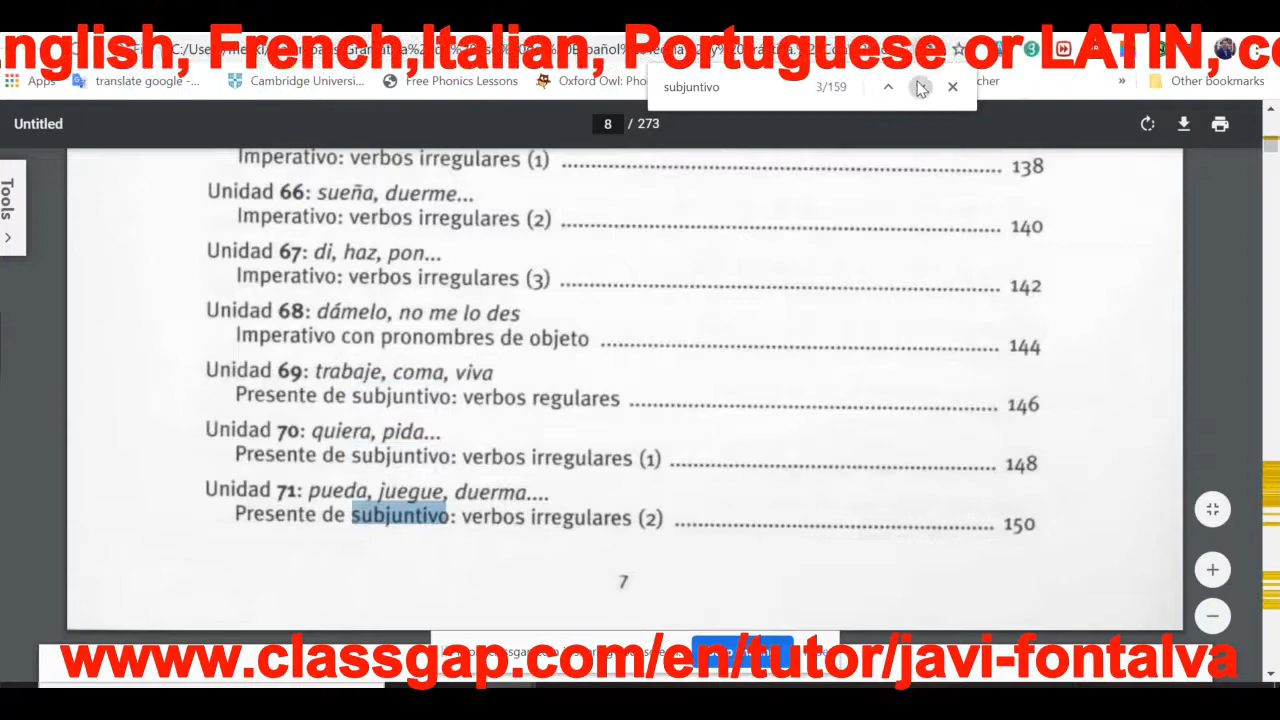 nglish, French,Italian, Portuguese or LATIN, co
Apps translate google - Cambridge Universi... Free Phonics Lessons Oxford Owl: Pho cher » Other bookmarks
subjuntivo 3/159
Untitled 8 / 273
Tools
Imperativo: verbos irregulares (1) ........ 138
Unidad 66: sueña, duerme...
Imperativo: verbos irregulares (2) ........ 140
Unidad 67: di, haz, pon...
Imperativo: verbos irregulares (3) ........ 142
Unidad 68: dámelo, no me lo des
Imperativo con pronombres de objeto ........ 144
Unidad 69: trabaje, coma, viva
Presente de subjuntivo: verbos regulares ........ 146
Unidad 70: quiera, pida...
Presente de subjuntivo: verbos irregulares (1) ........ 148
Unidad 71: pueda, juegue, duerma....
Presente de subjuntivo: verbos irregulares (2) ........ 150
7
www.classgap.com/en/tutor/javi-fontalva